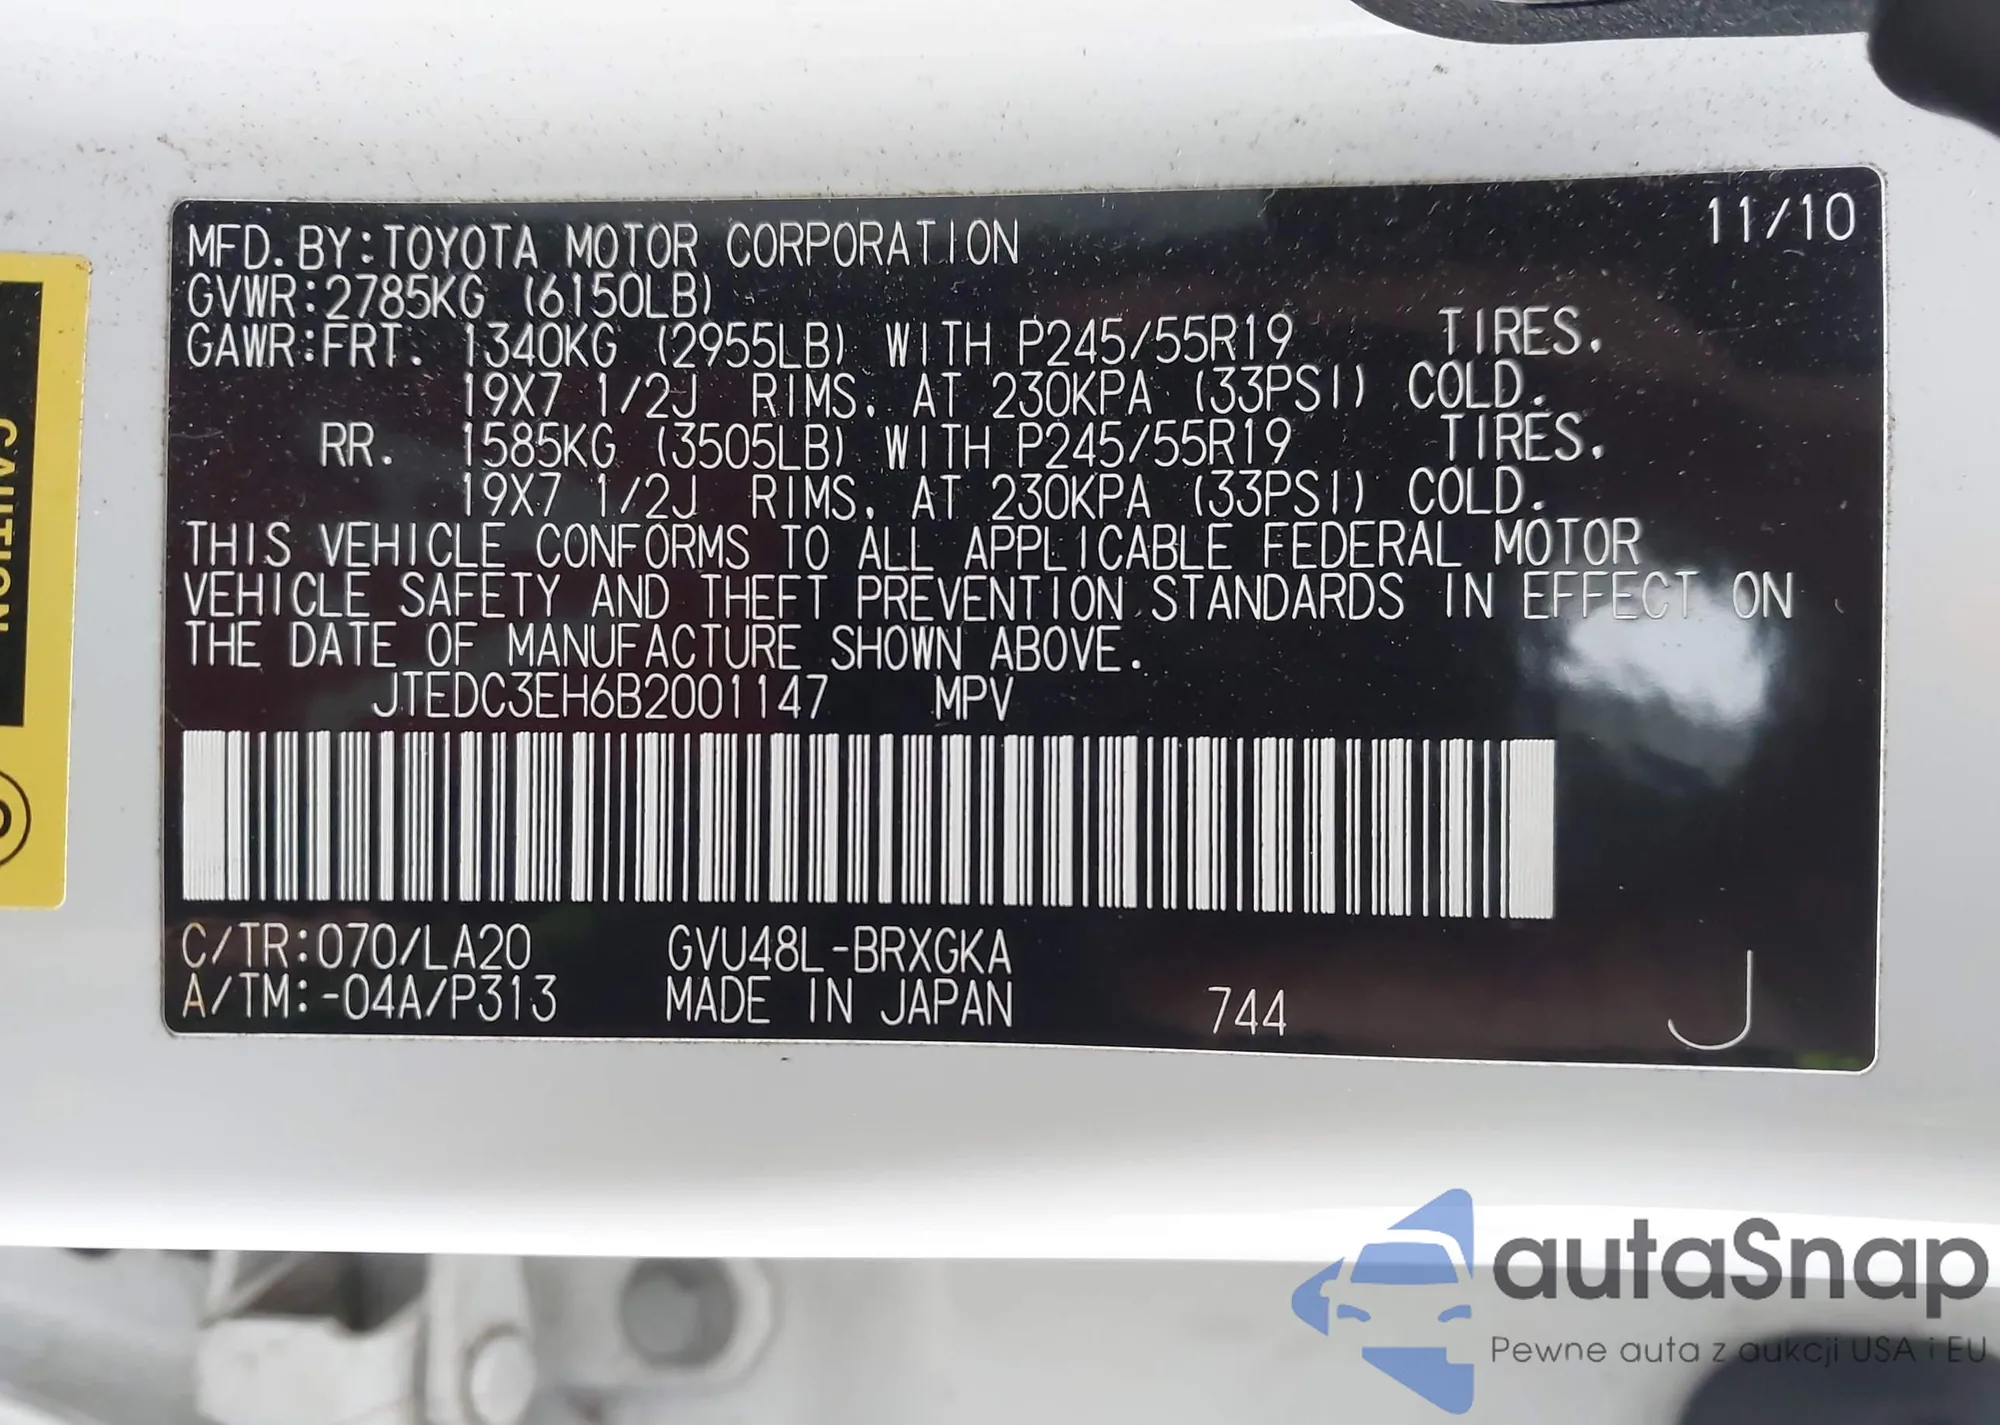 MFD.BY:TOYOTA MOTOR CORPORATION 11/10
GVWR:2785KG (6150LB)
GAWR:FRT. 1340KG (2955LB) WITH P245/55R19 TIRES.
19X7 1/2J RIMS, AT 230KPA (33PSI) COLD.
RR. 1585KG (3505LB) WITH P245/55R19 TIRES.
19X7 1/2J RIMS, AT 230KPA (33PSI) COLD.
THIS VEHICLE CONFORMS TO ALL APPLICABLE FEDERAL MOTOR
VEHICLE SAFETY AND THEFT PREVENTION STANDARDS IN EFFECT ON
THE DATE OF MANUFACTURE SHOWN ABOVE.
JTEDC3EH6B2001147 MPV
C/TR:070/LA20 GVU48L-BRXGKA
A/TM:-04A/P313 MADE IN JAPAN 744 J
CAUTION
autaSnap
Pewne auta z aukcji USA i EU